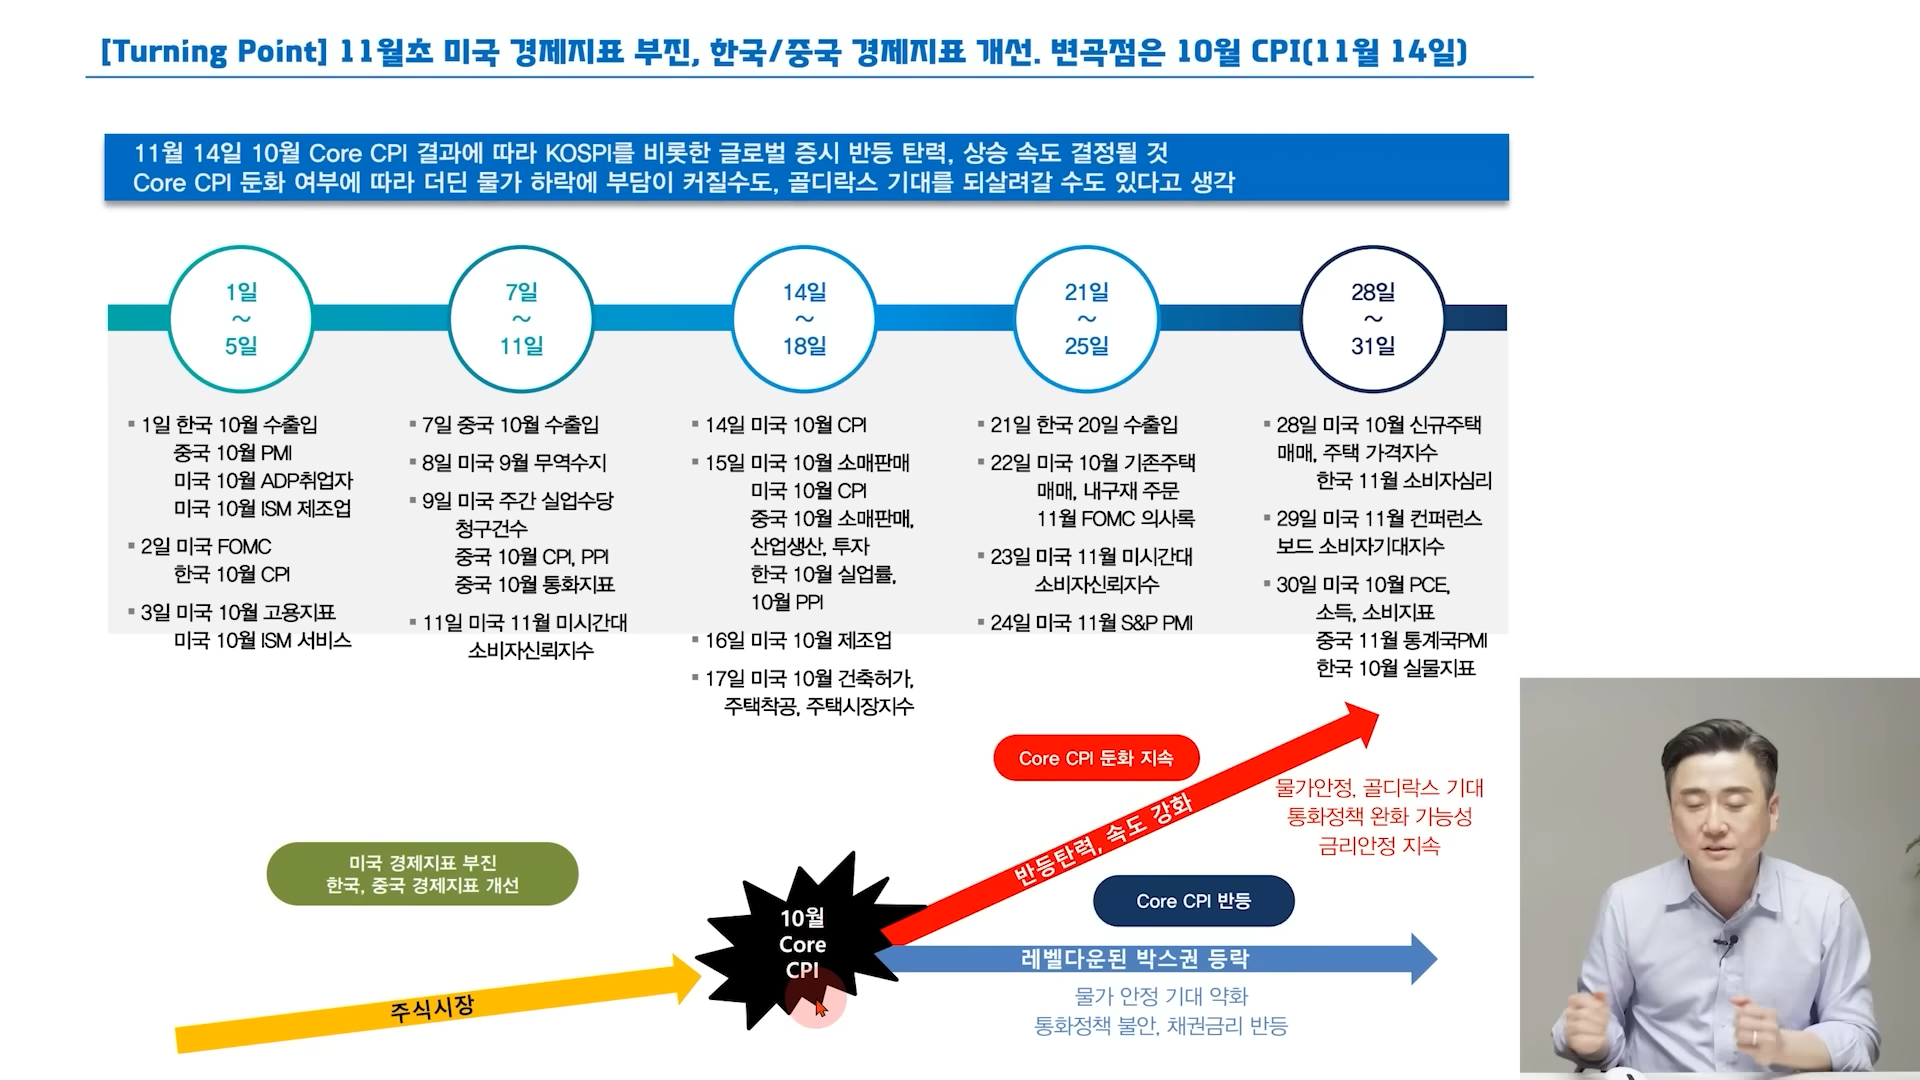 [Turning Point] 11월초 미국 경제지표 부진, 한국/중국 경제지표 개선. 변곡점은 10월 CPI(11월 14일)
11월 14일 10월 Core CPI 결과에 따라 KOSPI를 비롯한 글로벌 증시 반등 탄력, 상승 속도 결정될 것
Core CPI 둔화 여부에 따라 더딘 물가 하락에 부담이 커질수도, 골디락스 기대를 되살려갈 수도 있다고 생각
1일
~
5일
▪ 1일 한국 10월 수출입
중국 10월 PMI
미국 10월 ADP취업자
미국 10월 ISM 제조업
▪ 2일 미국 FOMC
한국 10월 CPI
▪ 3일 미국 10월 고용지표
미국 10월 ISM 서비스
7일
~
11일
▪ 7일 중국 10월 수출입
▪ 8일 미국 9월 무역수지
▪ 9일 미국 주간 실업수당
청구건수
중국 10월 CPI, PPI
중국 10월 통화지표
▪ 11일 미국 11월 미시간대
소비자신뢰지수
14일
~
18일
▪ 14일 미국 10월 CPI
▪ 15일 미국 10월 소매판매
미국 10월 CPI
중국 10월 소매판매,
산업생산, 투자
한국 10월 실업률,
10월 PPI
▪ 16일 미국 10월 제조업
▪ 17일 미국 10월 건축허가,
주택착공, 주택시장지수
21일
~
25일
▪ 21일 한국 20일 수출입
▪ 22일 미국 10월 기존주택
매매, 내구재 주문
11월 FOMC 의사록
▪ 23일 미국 11월 미시간대
소비자신뢰지수
▪ 24일 미국 11월 S&P PMI
28일
~
31일
▪ 28일 미국 10월 신규주택
매매, 주택 가격지수
한국 11월 소비자심리
▪ 29일 미국 11월 컨퍼런스
보드 소비자기대지수
▪ 30일 미국 10월 PCE,
소득, 소비지표
중국 11월 통계국PMI
한국 10월 실물지표
미국 경제지표 부진
한국, 중국 경제지표 개선
주식시장
10월
Core
CPI
Core CPI 둔화 지속
반등탄력, 속도 강화
물가안정, 골디락스 기대
통화정책 완화 가능성
금리안정 지속
Core CPI 반등
레벨다운된 박스권 등락
물가 안정 기대 약화
통화정책 불안, 채권금리 반등